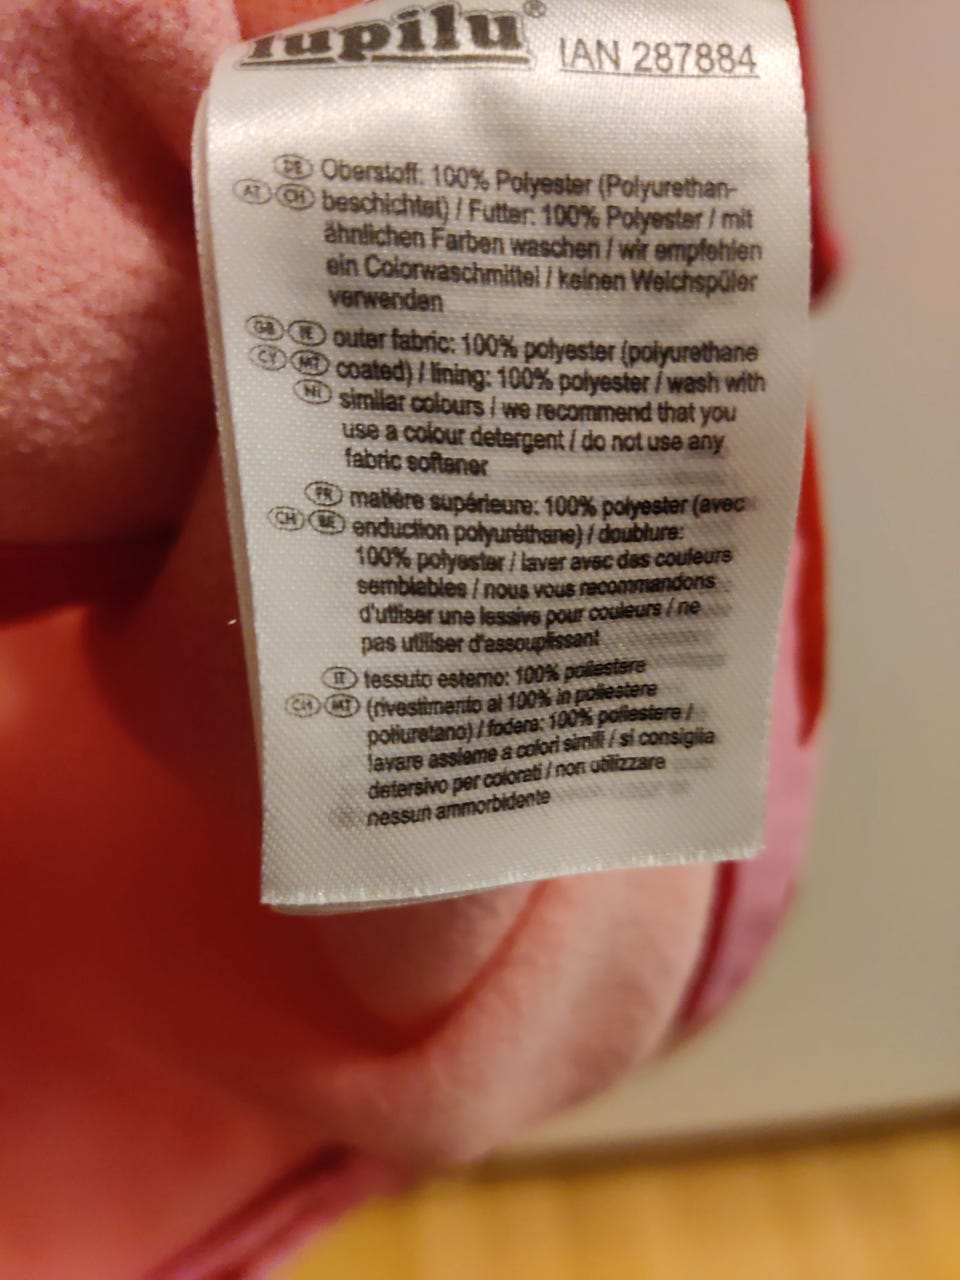 lupilu®
IAN 287884
DE Oberstoff: 100% Polyester (Polyurethan-
AT CH beschichtet) / Futter: 100% Polyester / mit
ähnlichen Farben waschen / wir empfehlen
ein Colorwaschmittel / keinen Weichspüler
verwenden
GB IE outer fabric: 100% polyester (polyurethane
CY MT coated) / lining: 100% polyester / wash with
NI similar colours / we recommend that you
use a colour detergent / do not use any
fabric softener
FR matière supérieure: 100% polyester (avec
CH BE enduction polyuréthane) / doublure:
100% polyester / laver avec des couleurs
semblables / nous vous recommandons
d'utiliser une lessive pour couleurs / ne
pas utiliser d'assouplissant
IT tessuto esterno: 100% poliestere
CH MT (rivestimento al 100% in poliestere
poliuretano) / fodera: 100% poliestere /
lavare assieme a colori simili / si consiglia
detersivo per colorati / non utilizzare
nessun ammorbidente